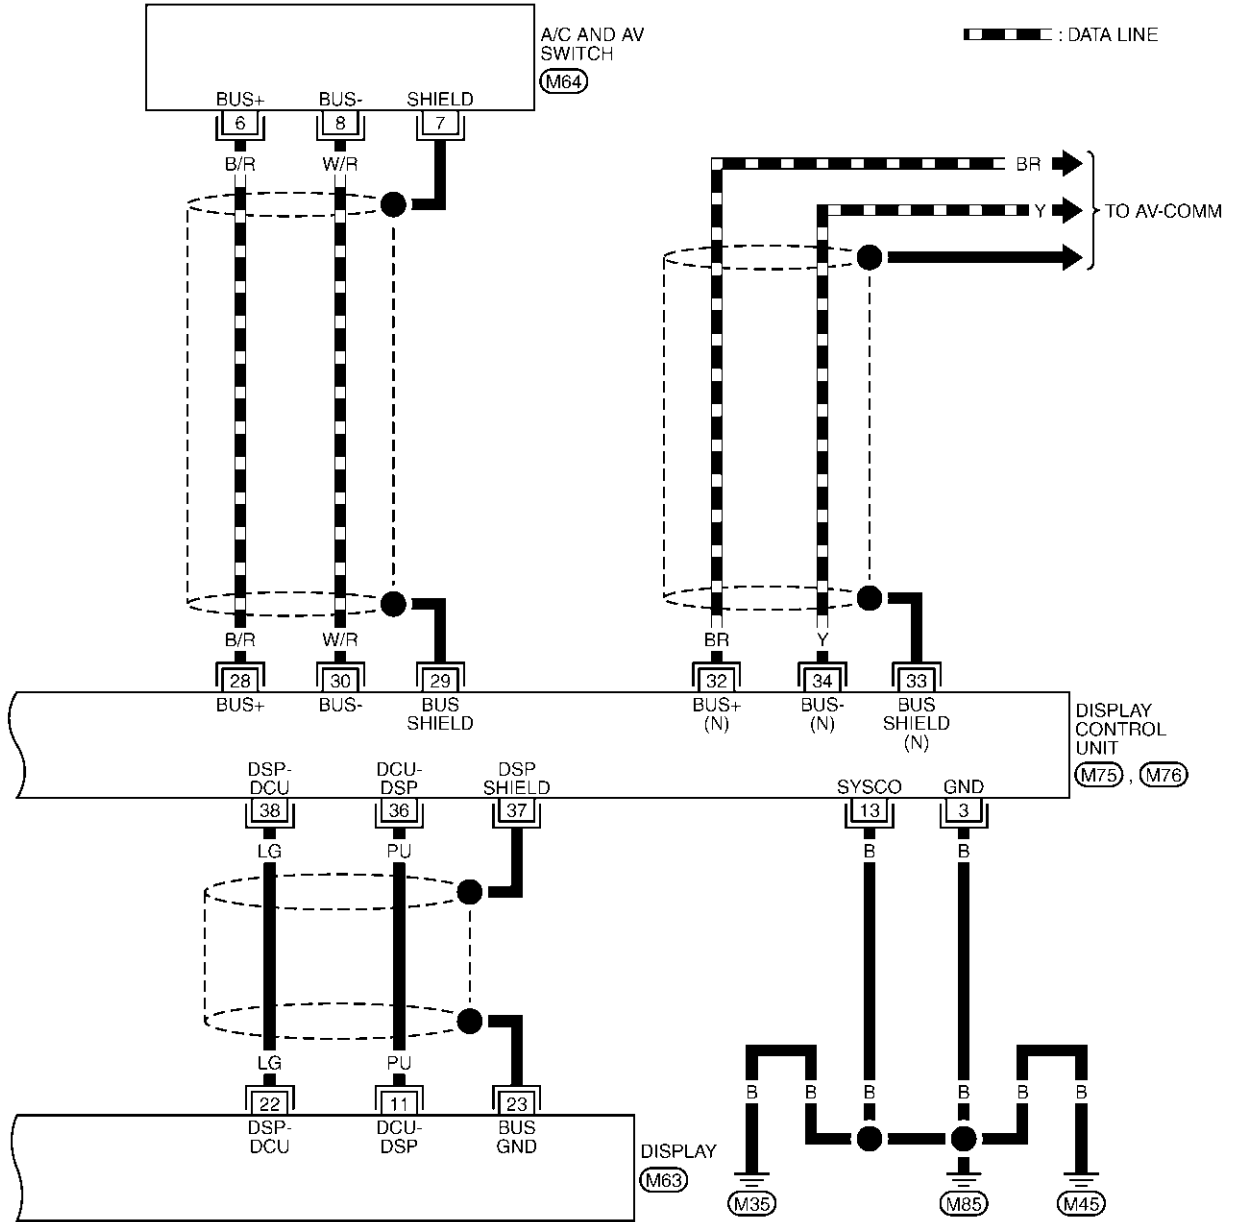 A/C AND AV
SWITCH
M64
: DATA LINE
BUS+ BUS- SHIELD
6 8 7
B/R W/R
BR
Y
TO AV-COMM
B/R W/R
BR Y
28 30 29
32 34 33
BUS+ BUS- BUS
SHIELD
BUS+
(N)
BUS-
(N)
BUS
SHIELD
(N)
DISPLAY
CONTROL
UNIT
M75 , M76
DSP-
DCU
DCU-
DSP
DSP
SHIELD
SYSCO GND
38 36 37
13 3
LG PU
B B
LG PU
B B B B B B
22 11 23
DSP-
DCU
DCU-
DSP
BUS
GND
DISPLAY
M63
M35 M85 M45